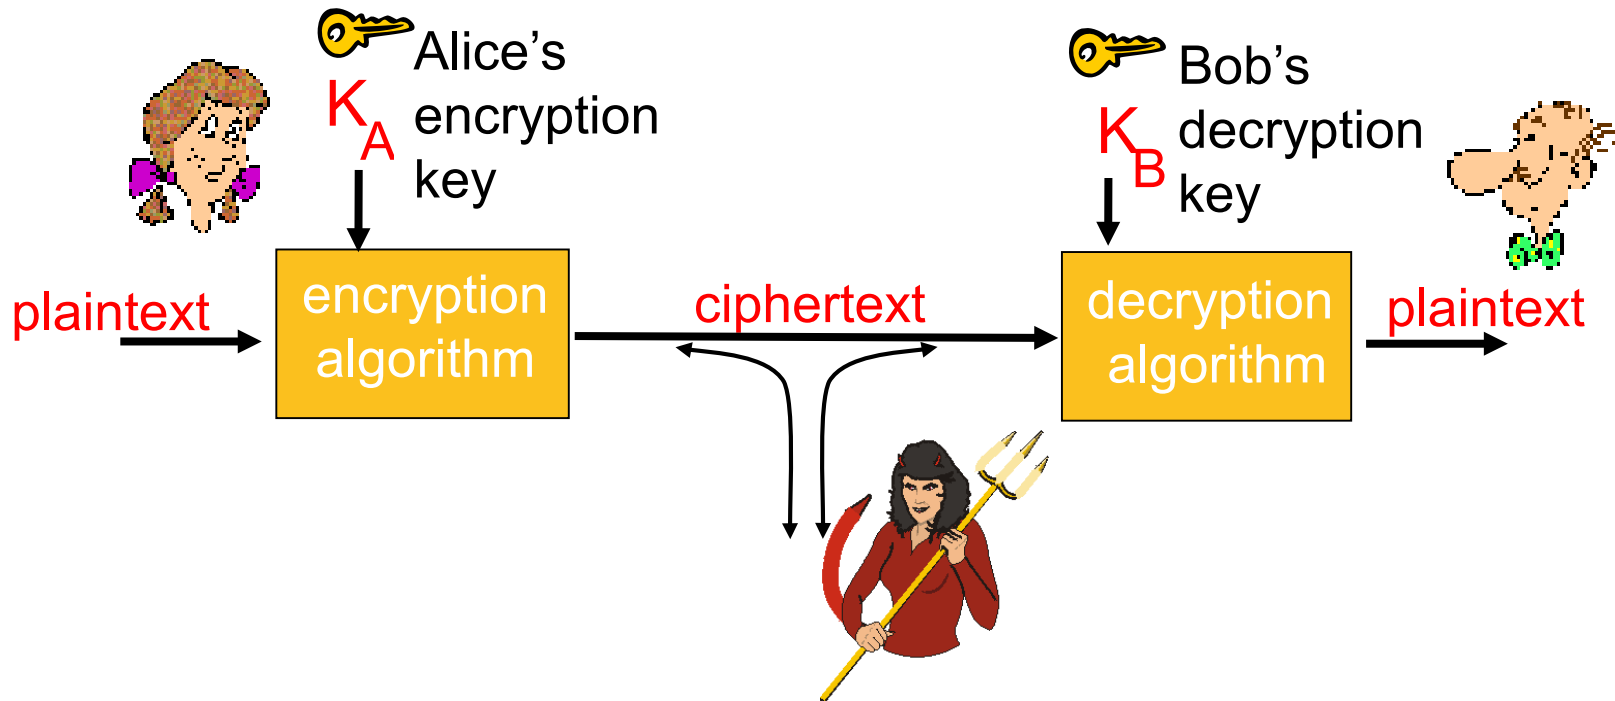 Alice’s
encryption
key
K
A
Bob’s
decryption
key
K
B
plaintext
encryption
algorithm
ciphertext
decryption
algorithm
plaintext